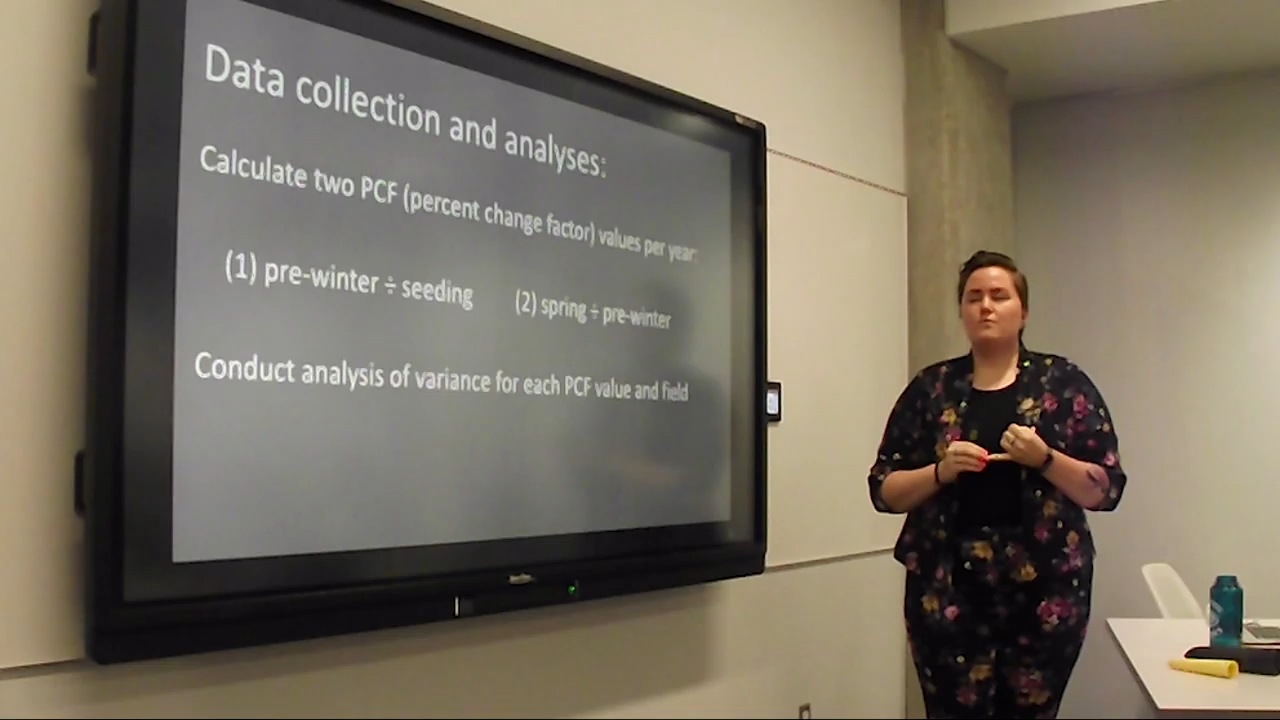 Data collection and analyses:
Calculate two PCF (percent change factor) values per year:
(1) pre-winter ÷ seeding (2) spring ÷ pre-winter
Conduct analysis of variance for each PCF value and field